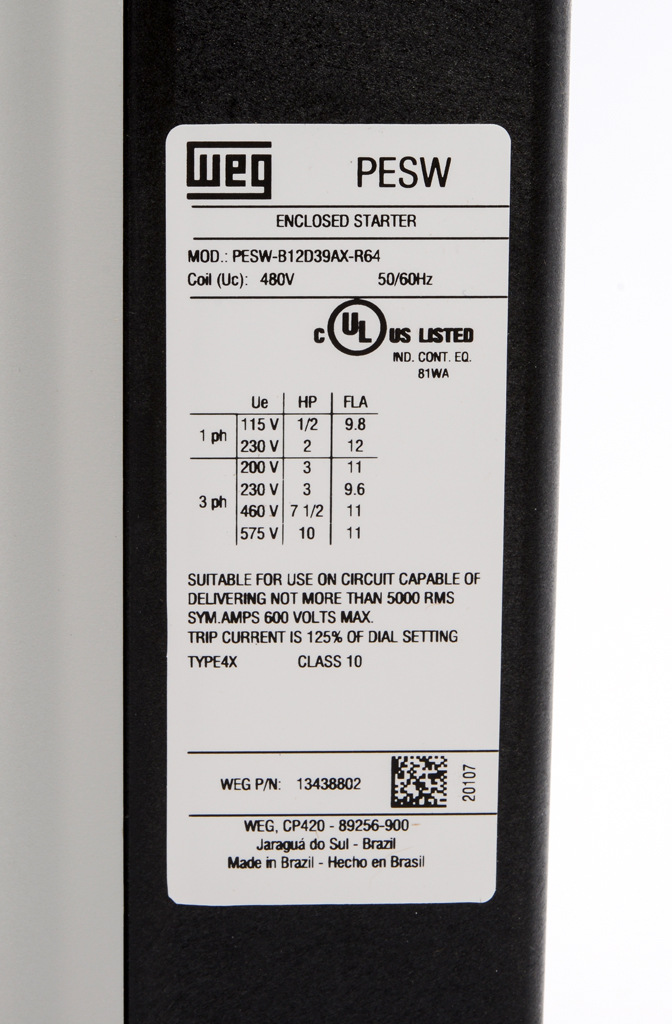 weg PESW
ENCLOSED STARTER
MOD.: PESW-B12D39AX-R64
Coil (Uc): 480V 50/60Hz
C UL US LISTED
IND. CONT. EQ.
81WA
Ue HP FLA
1 ph 115 V 1/2 9.8
230 V 2 12
3 ph 200 V 3 11
230 V 3 9.6
460 V 7 1/2 11
575 V 10 11
SUITABLE FOR USE ON CIRCUIT CAPABLE OF
DELIVERING NOT MORE THAN 5000 RMS
SYM.AMPS 600 VOLTS MAX.
TRIP CURRENT IS 125% OF DIAL SETTING
TYPE4X CLASS 10
WEG P/N: 13438802 20107
WEG, CP420 - 89256-900
Jaraguá do Sul - Brazil
Made in Brazil - Hecho en Brasil